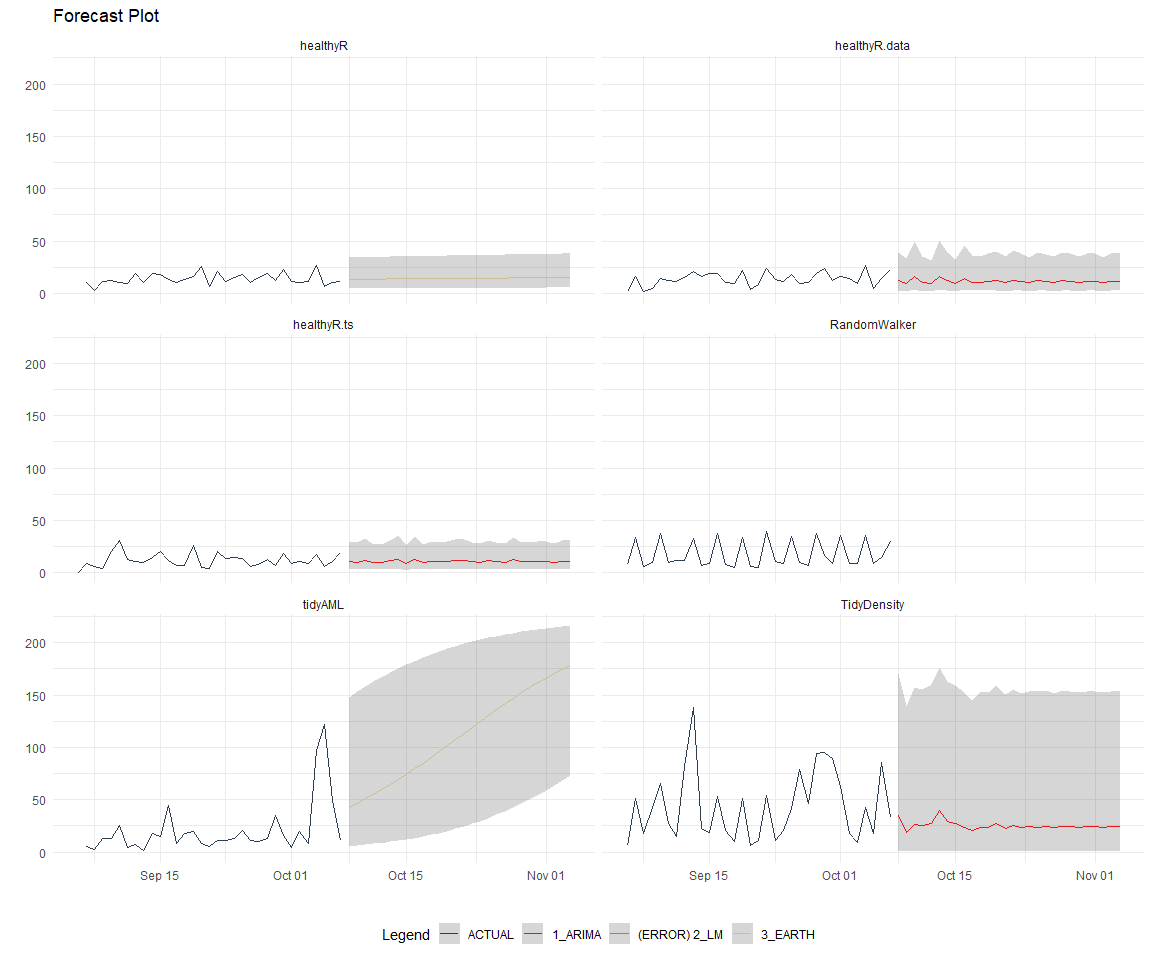 Forecast Plot
healthyR
healthyR.data
200
150
100
50
0
healthyR.ts
RandomWalker
200
150
100
50
0
tidyAML
TidyDensity
200
150
100
50
0
Sep 15
Oct 01
Oct 15
Nov 01
Sep 15
Oct 01
Oct 15
Nov 01
Legend ACTUAL 1_ARIMA (ERROR) 2_LM 3_EARTH